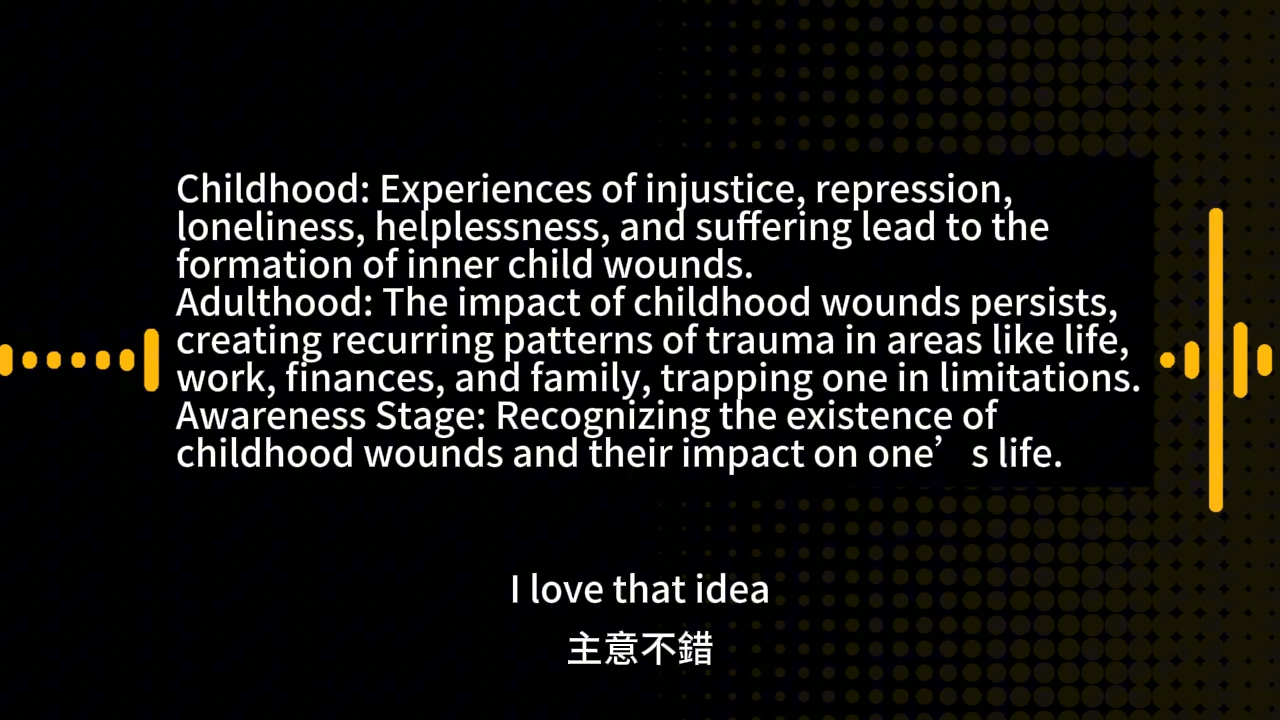 Childhood: Experiences of injustice, repression,
loneliness, helplessness, and suffering lead to the
formation of inner child wounds.
Adulthood: The impact of childhood wounds persists,
creating recurring patterns of trauma in areas like life,
work, finances, and family, trapping one in limitations.
Awareness Stage: Recognizing the existence of
childhood wounds and their impact on one’s life.
I love that idea
主意不錯